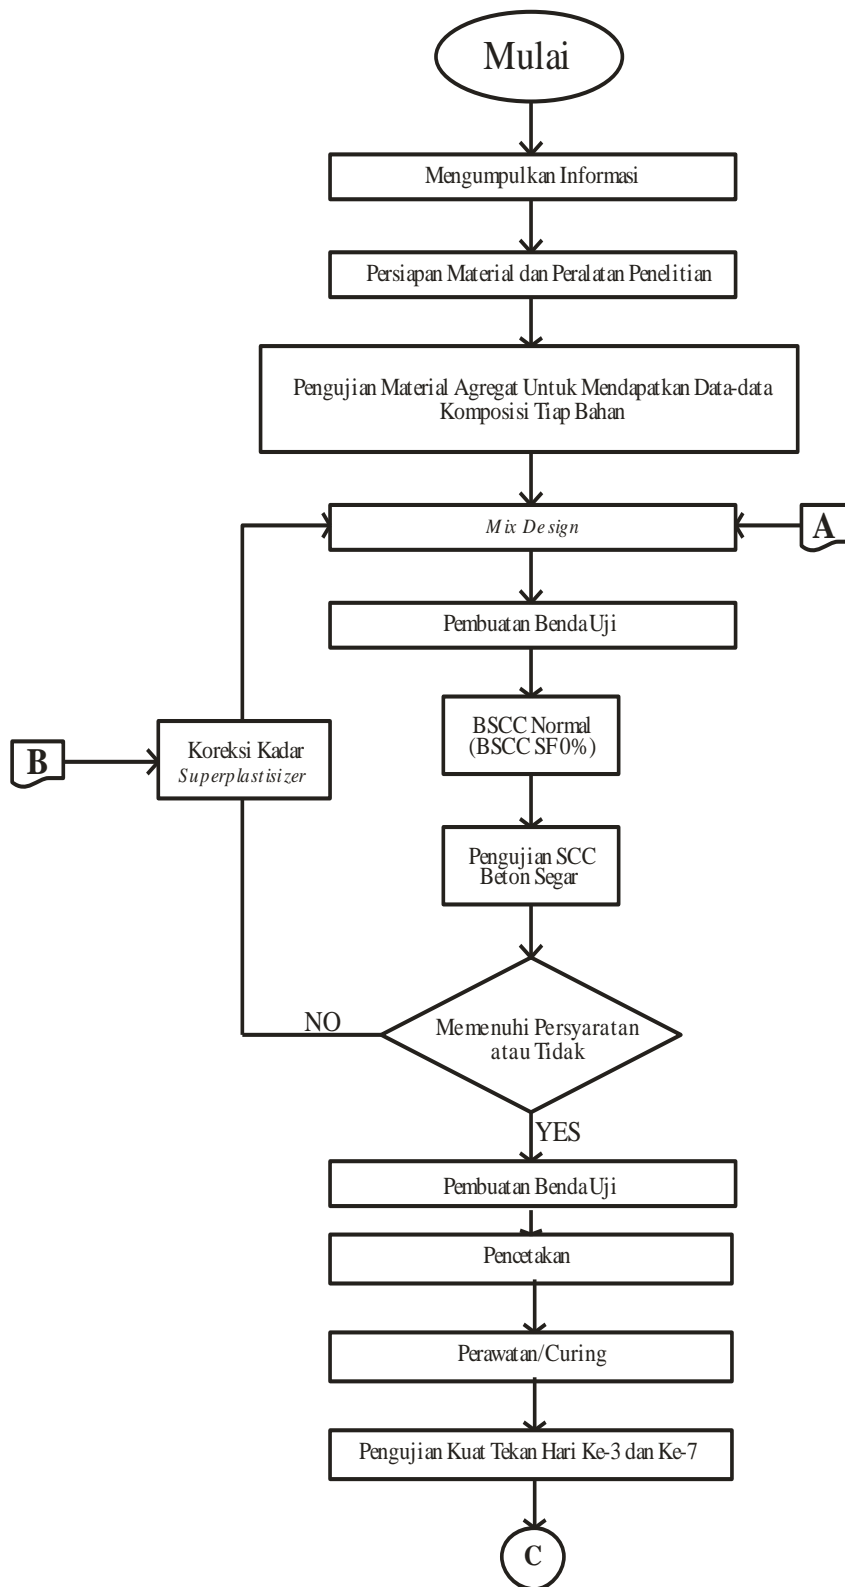 Mulai
Mengumpulkan Informasi
Persiapan Material dan Peralatan Penelitian
Pengujian Material Agregat Untuk Mendapatkan Data-data
Komposisi Tiap Bahan
Mix Design
A
Pembuatan Benda Uji
BSCC Normal
(BSCC SF 0%)
B
Koreksi Kadar
Superplastisizer
Pengujian SCC
Beton Segar
NO
Memenuhi Persyaratan
atau Tidak
YES
Pembuatan Benda Uji
Pencetakan
Perawatan/Curing
Pengujian Kuat Tekan Hari Ke-3 dan Ke-7
C